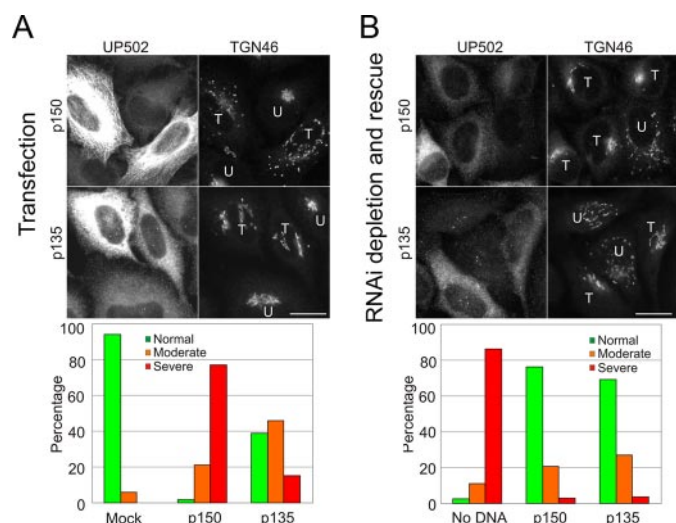 A
UP502 TGN46
Transfection
p150
T
U
T
U
p135
U
T
T
U
100
80
60
40
20
0
Percentage
Normal
Moderate
Severe
Mock p150 p135
B
UP502 TGN46
RNAi depletion and rescue
p150
T
T
U
T
T
p135
U
T
U
T
100
80
60
40
20
0
Percentage
Normal
Moderate
Severe
No DNA p150 p135